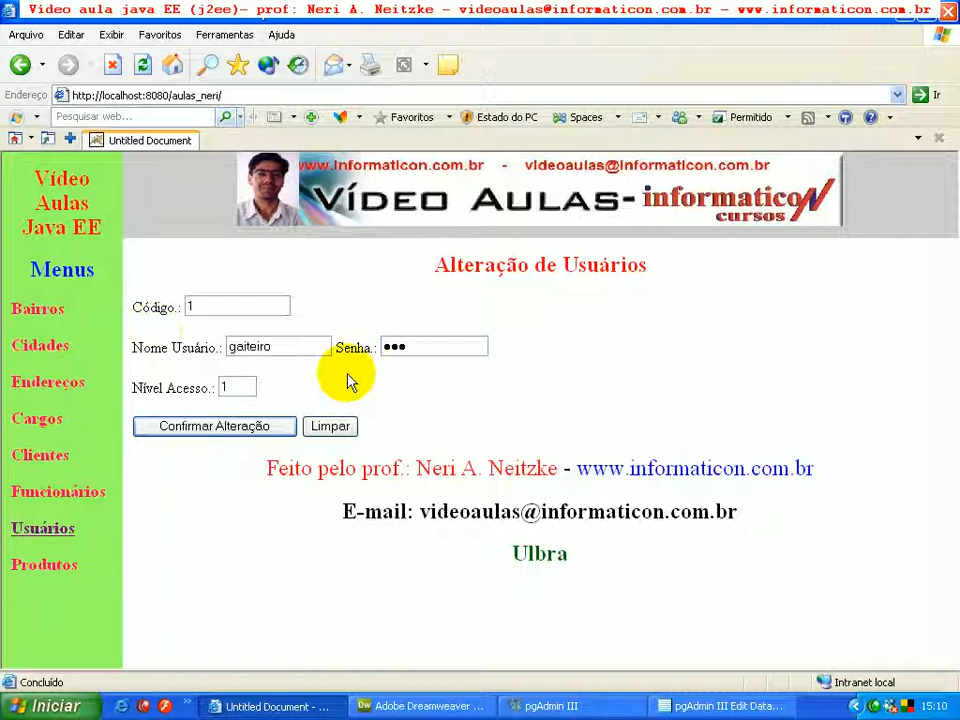 Vídeo aula java EE (j2ee)– prof: Neri A. Neitzke – videoaulas@informaticon.com.br – www.informaticon.com.br
Arquivo Editar Exibir Favoritos Ferramentas Ajuda
Endereço http://localhost:8080/aulas_neri/ Ir
Pesquisar web... Favoritos Estado do PC Spaces Permitido
Untitled Document
www.informaticon.com.br - videoaulas@informaticon.com.br
VÍDEO AULAS- informaticoN
cursos
Vídeo
Aulas
Java EE
Menus
Bairros
Cidades
Endereços
Cargos
Clientes
Funcionários
Usuários
Produtos
Alteração de Usuários
Código.: 1
Nome Usuário.: gaiteiro Senha.: •••
Nível Acesso.: 1
Confirmar Alteração Limpar
Feito pelo prof.: Neri A. Neitzke - www.informaticon.com.br
E-mail: videoaulas@informaticon.com.br
Ulbra
Concluído Intranet local
Iniciar » Untitled Document - ... Adobe Dreamweaver ... pgAdmin III pgAdmin III Edit Data... 15:10